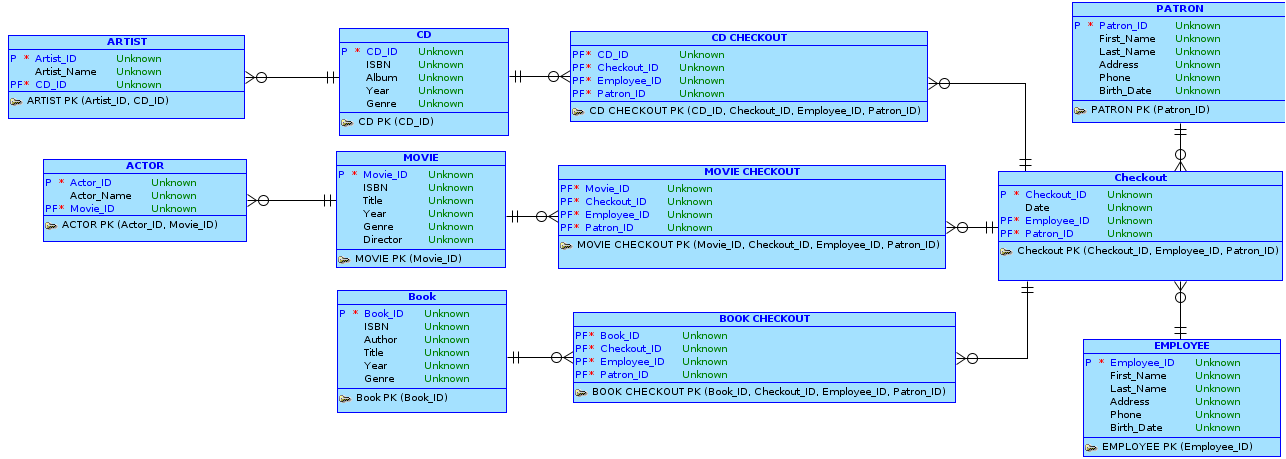 ARTIST
P * Artist_ID Unknown
Artist_Name Unknown
PF* CD_ID Unknown
ARTIST PK (Artist_ID, CD_ID)
CD
P * CD_ID Unknown
ISBN Unknown
Album Unknown
Year Unknown
Genre Unknown
CD PK (CD_ID)
CD CHECKOUT
PF* CD_ID Unknown
PF* Checkout_ID Unknown
PF* Employee_ID Unknown
PF* Patron_ID Unknown
CD CHECKOUT PK (CD_ID, Checkout_ID, Employee_ID, Patron_ID)
PATRON
P * Patron_ID Unknown
First_Name Unknown
Last_Name Unknown
Address Unknown
Phone Unknown
Birth_Date Unknown
PATRON PK (Patron_ID)
ACTOR
P * Actor_ID Unknown
Actor_Name Unknown
PF* Movie_ID Unknown
ACTOR PK (Actor_ID, Movie_ID)
MOVIE
P * Movie_ID Unknown
ISBN Unknown
Title Unknown
Year Unknown
Genre Unknown
Director Unknown
MOVIE PK (Movie_ID)
MOVIE CHECKOUT
PF* Movie_ID Unknown
PF* Checkout_ID Unknown
PF* Employee_ID Unknown
PF* Patron_ID Unknown
MOVIE CHECKOUT PK (Movie_ID, Checkout_ID, Employee_ID, Patron_ID)
Checkout
P * Checkout_ID Unknown
Date Unknown
PF* Employee_ID Unknown
PF* Patron_ID Unknown
Checkout PK (Checkout_ID, Employee_ID, Patron_ID)
Book
P * Book_ID Unknown
ISBN Unknown
Author Unknown
Title Unknown
Year Unknown
Genre Unknown
Book PK (Book_ID)
BOOK CHECKOUT
PF* Book_ID Unknown
PF* Checkout_ID Unknown
PF* Employee_ID Unknown
PF* Patron_ID Unknown
BOOK CHECKOUT PK (Book_ID, Checkout_ID, Employee_ID, Patron_ID)
EMPLOYEE
P * Employee_ID Unknown
First_Name Unknown
Last_Name Unknown
Address Unknown
Phone Unknown
Birth_Date Unknown
EMPLOYEE PK (Employee_ID)